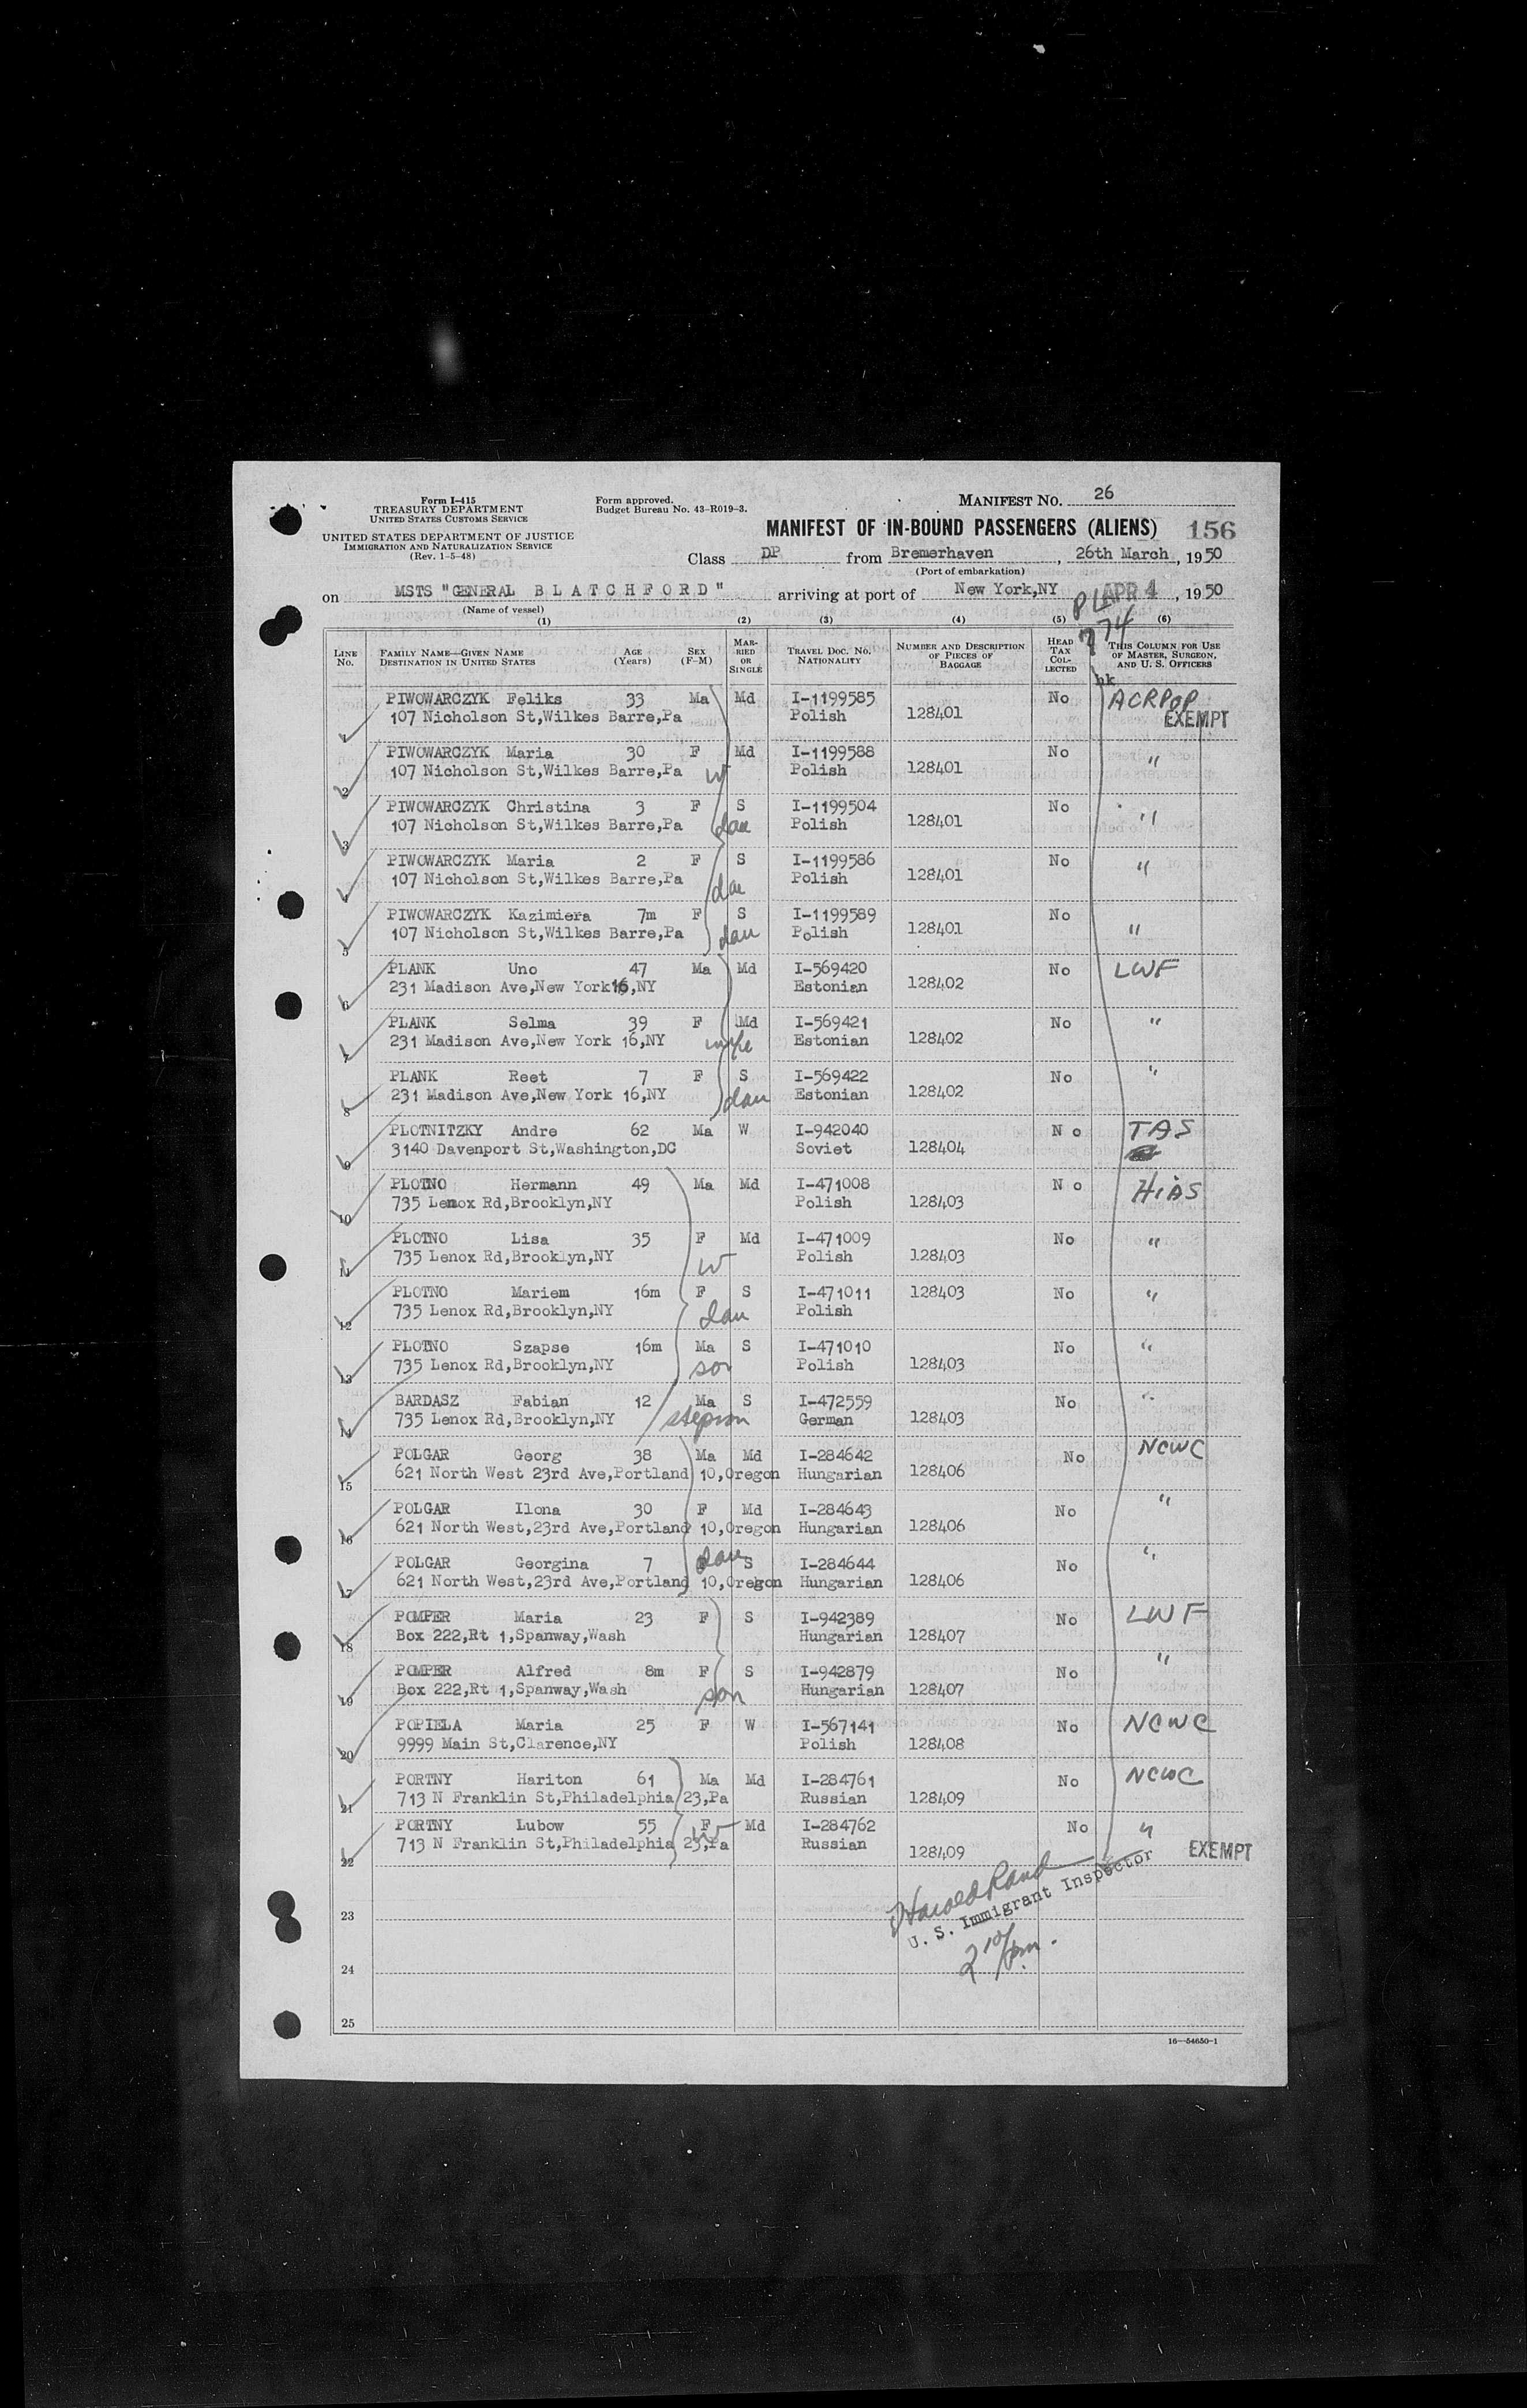 Form I-415
TREASURY DEPARTMENT
UNITED STATES CUSTOMS SERVICE
UNITED STATES DEPARTMENT OF JUSTICE
IMMIGRATION AND NATURALIZATION SERVICE
(Rev. 1-5-48)
Form approved.
Budget Bureau No. 43-R019-3.
MANIFEST No. 26
MANIFEST OF IN-BOUND PASSENGERS (ALIENS) 156
Class DP from Bremerhaven, 26th March, 1950
(Port of embarkation)
on MSTS "GENERAL B L A T C H F O R D" arriving at port of New York,NY APR 4, 1950
(Name of vessel)
(1) (2) (3) (4) (5) (6)
LINE No. FAMILY NAME—GIVEN NAME DESTINATION IN UNITED STATES AGE (Years) SEX (F-M) MARRIED OR SINGLE TRAVEL DOC. No. NATIONALITY NUMBER AND DESCRIPTION OF PIECES OF BAGGAGE HEAD TAX COLLECTED THIS COLUMN FOR USE OF MASTER, SURGEON, AND U. S. OFFICERS
774
hk
PIWOWARCZYK Feliks 33 Ma Md I-1199585 No ACRPOP
1 107 Nicholson St,Wilkes Barre,Pa Polish 128401 EXEMPT
PIWOWARCZYK Maria 30 F Md I-1199588 No "
2 107 Nicholson St,Wilkes Barre,Pa w Polish 128401
PIWOWARCZYK Christina 3 F S I-1199504 No "
3 107 Nicholson St,Wilkes Barre,Pa dau Polish 128401
PIWOWARCZYK Maria 2 F S I-1199586 No "
107 Nicholson St,Wilkes Barre,Pa dau Polish 128401
PIWOWARCZYK Kazimiera 7m F S I-1199589 No "
5 107 Nicholson St,Wilkes Barre,Pa dau Polish 128401
PLANK Uno 47 Ma Md I-569420 No LWF
6 231 Madison Ave,New York16,NY Estonian 128402
PLANK Selma 39 F Md I-569421 No "
7 231 Madison Ave,New York 16,NY wife Estonian 128402
PLANK Reet 7 F S I-569422 No "
8 231 Madison Ave,New York 16,NY dau Estonian 128402
PLOTNITZKY Andre 62 Ma W I-942040 N o TAS
9 3140 Davenport St,Washington,DC Soviet 128404
PLOTNO Hermann 49 Ma Md I-471008 N o HIAS
10 735 Lenox Rd,Brooklyn,NY Polish 128403
PLOTNO Lisa 35 F Md I-471009 No "
11 735 Lenox Rd,Brooklyn,NY w Polish 128403
PLOTNO Mariem 16m F S I-471011 128403 No "
12 735 Lenox Rd,Brooklyn,NY dau Polish
PLOTNO Szapse 16m Ma S I-471010 No "
13 735 Lenox Rd,Brooklyn,NY son Polish 128403
BARDASZ Fabian 12 Ma S I-472559 No "
14 735 Lenox Rd,Brooklyn,NY stepson German 128403
POLGAR Georg 38 Ma Md I-284642 No NCWC
15 621 North West 23rd Ave,Portland 10,Oregon Hungarian 128406
POLGAR Ilona 30 F Md I-284643 No "
16 621 North West,23rd Ave,Portland 10,Oregon Hungarian 128406
POLGAR Georgina 7 dau S I-284644 No "
17 621 North West,23rd Ave,Portland 10,Oregon Hungarian 128406
POMPER Maria 23 F S I-942389 No LWF
18 Box 222,Rt 1,Spanway,Wash Hungarian 128407
POMPER Alfred 8m F S I-942879 No "
19 Box 222,Rt 1,Spanway,Wash son Hungarian 128407
POPIELA Maria 25 F W I-567141 No NCWC
20 9999 Main St,Clarence,NY Polish 128408
PORTNY Hariton 61 Ma Md I-284761 No NCWC
21 713 N Franklin St,Philadelphia 23,Pa Russian 128409
PORTNY Lubow 55 F Md I-284762 No "
22 713 N Franklin St,Philadelphia 23,Pa w Russian 128409 EXEMPT
Harold Rand
U. S. Immigrant Inspector
2 10/pm.
23
24
25
16—54650-1